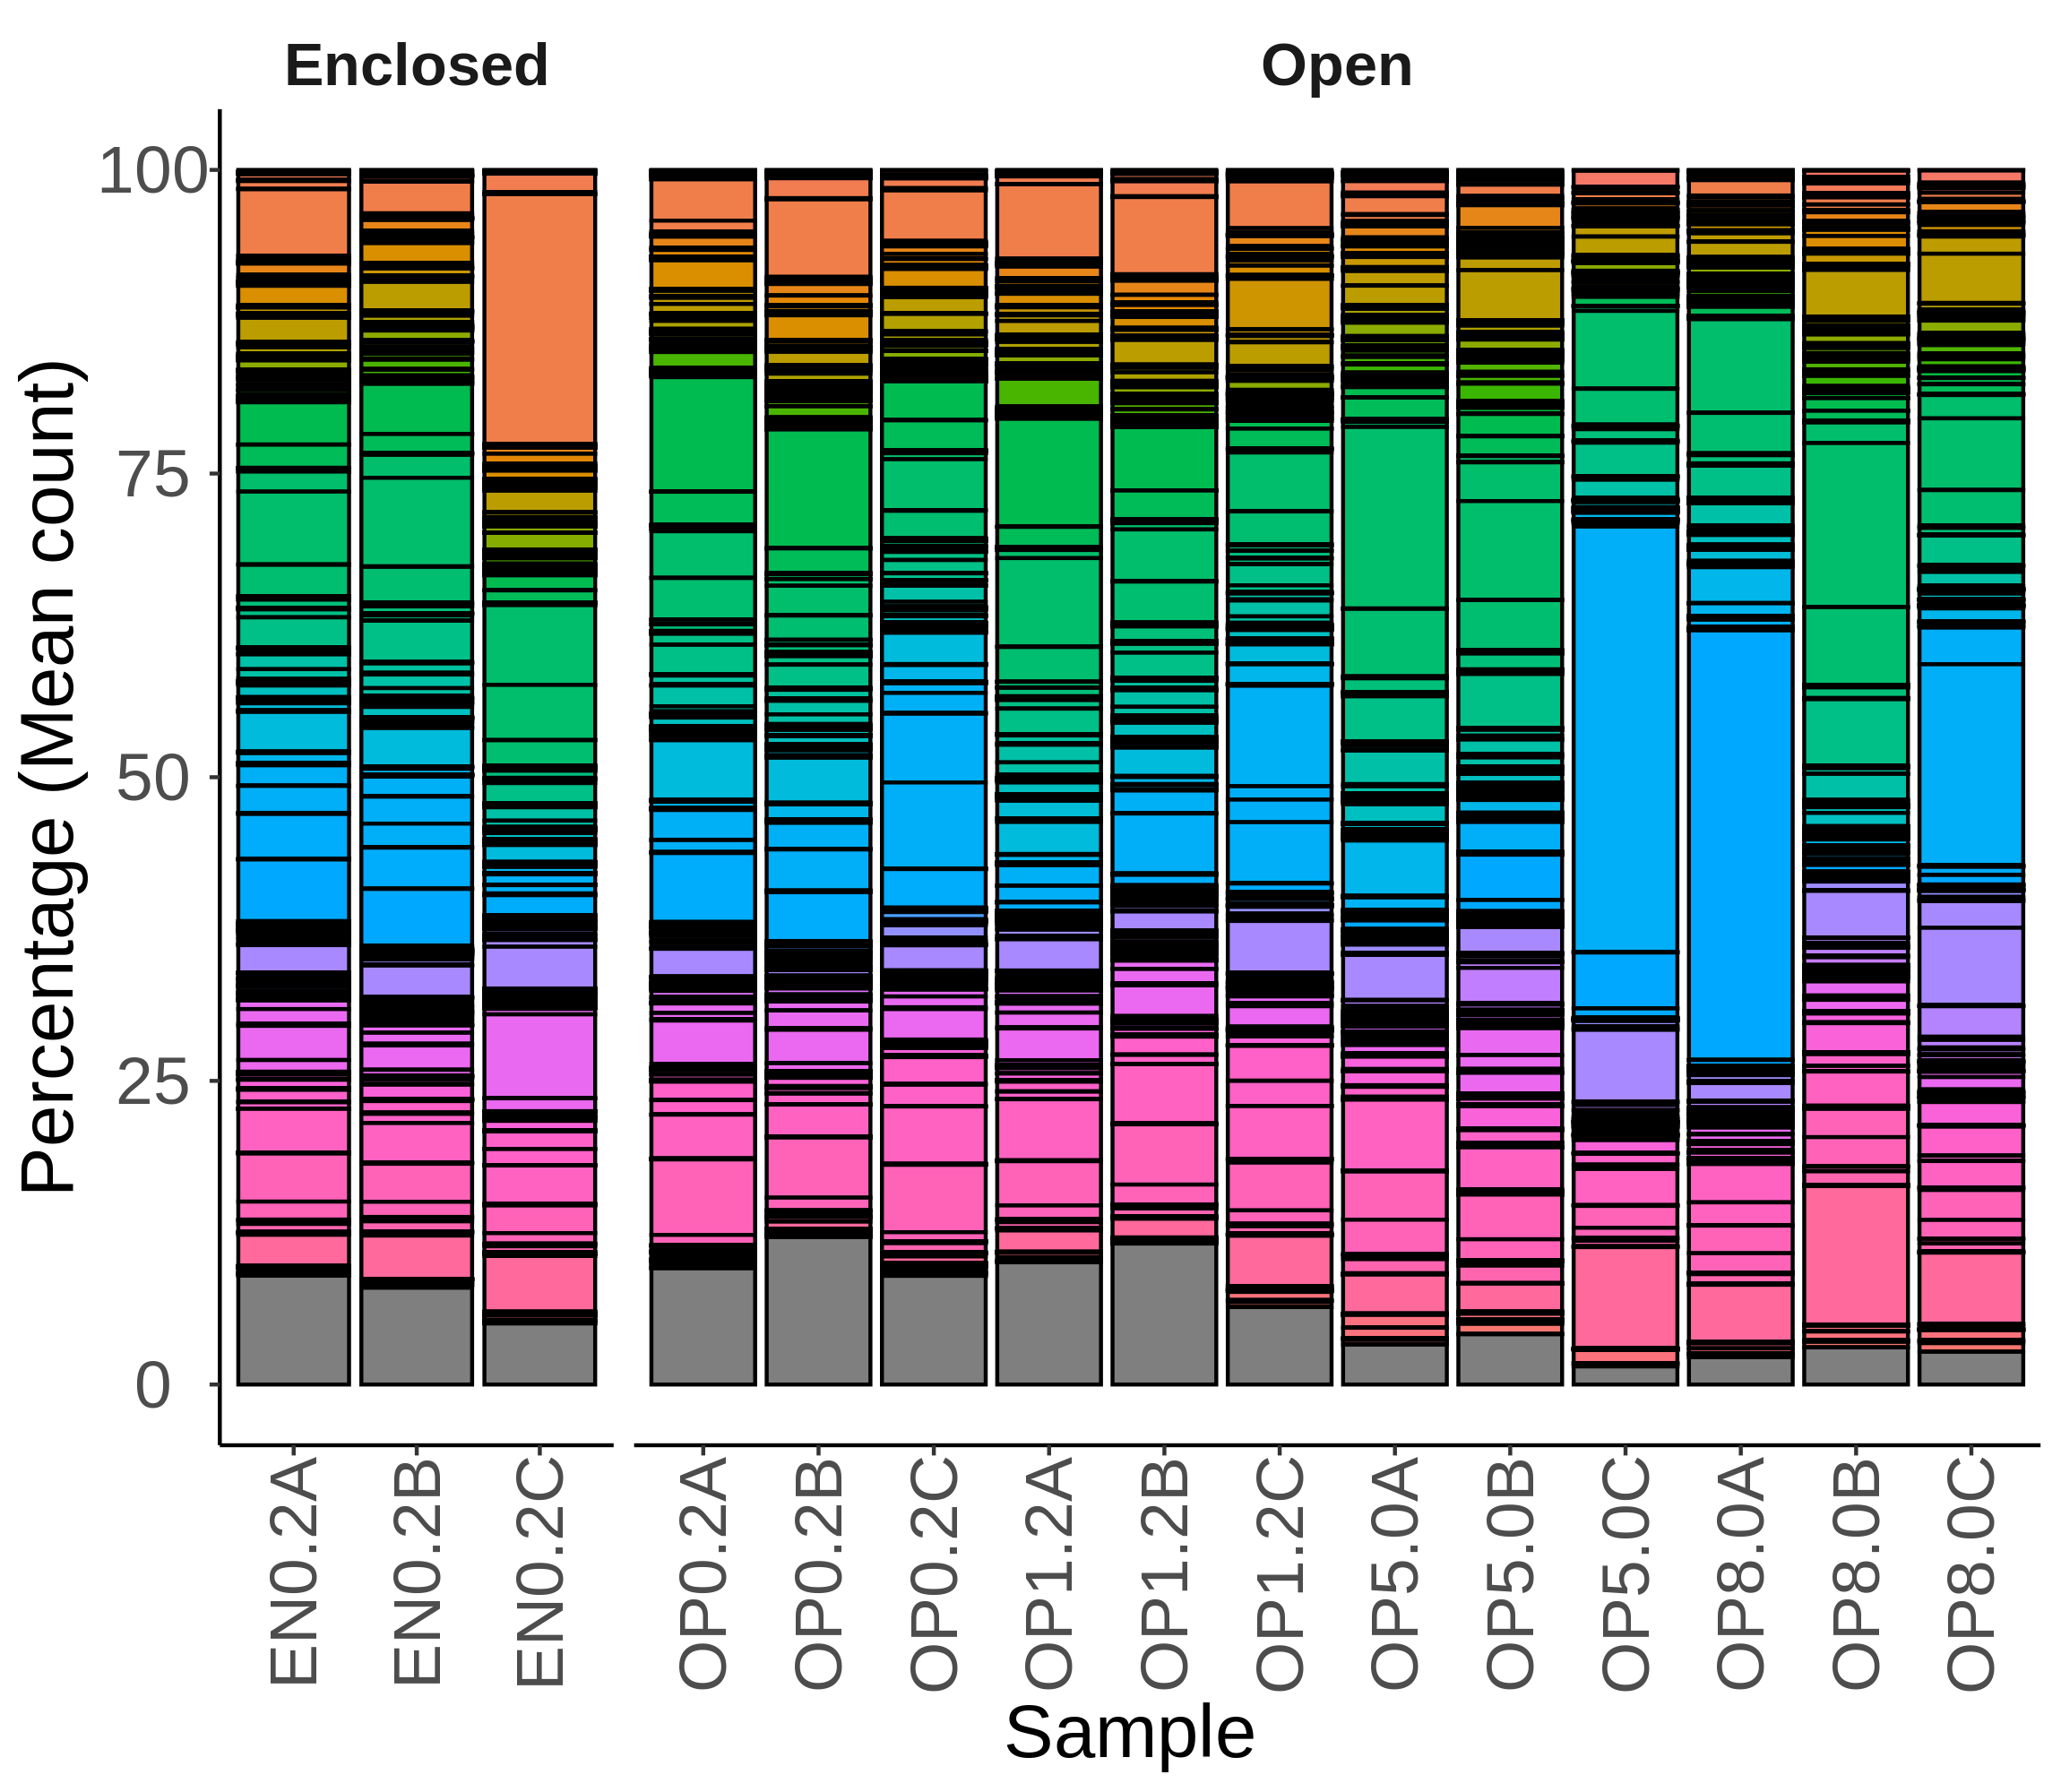 Enclosed Open
100
75
50
25
0
Percentage (Mean count)
EN0.2A
EN0.2B
EN0.2C
OP0.2A
OP0.2B
OP0.2C
OP1.2A
OP1.2B
OP1.2C
OP5.0A
OP5.0B
OP5.0C
OP8.0A
OP8.0B
OP8.0C
Sample